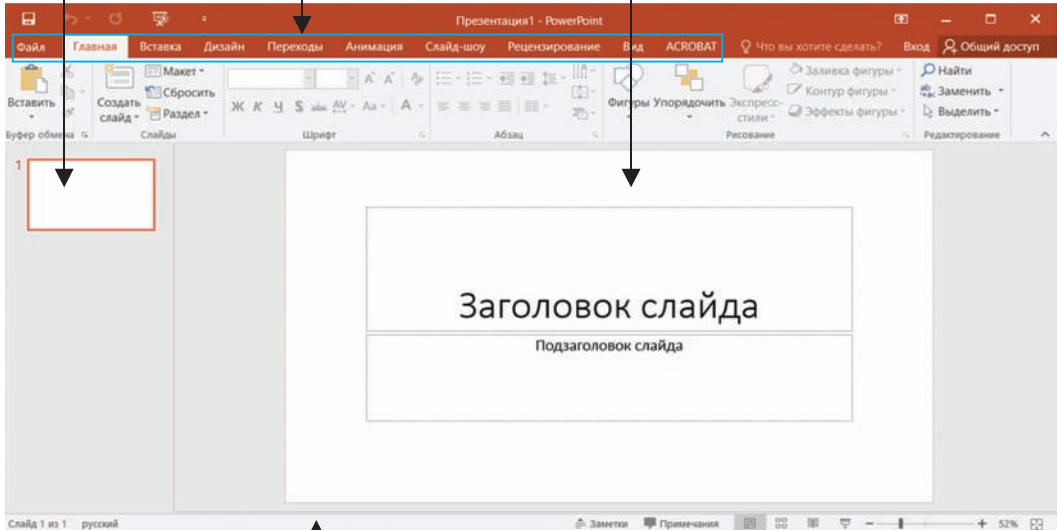 Презентация1 - PowerPoint
Файл Главная Вставка Дизайн Переходы Анимация Слайд-шоу Рецензирование Вид ACROBAT Что вы хотите сделать? Вход Общий доступ
Вставить
Создать слайд
Макет
Сбросить
Раздел
Ж К Ч S abc AV Aa A
Фигуры Упорядочить Экспресс-стили
Заливка фигуры
Контур фигуры
Эффекты фигуры
Найти
Заменить
Выделить
Буфер обмена Слайды Шрифт Абзац Рисование Редактирование
1
Заголовок слайда
Подзаголовок слайда
Слайд 1 из 1 русский Заметки Примечания 52%